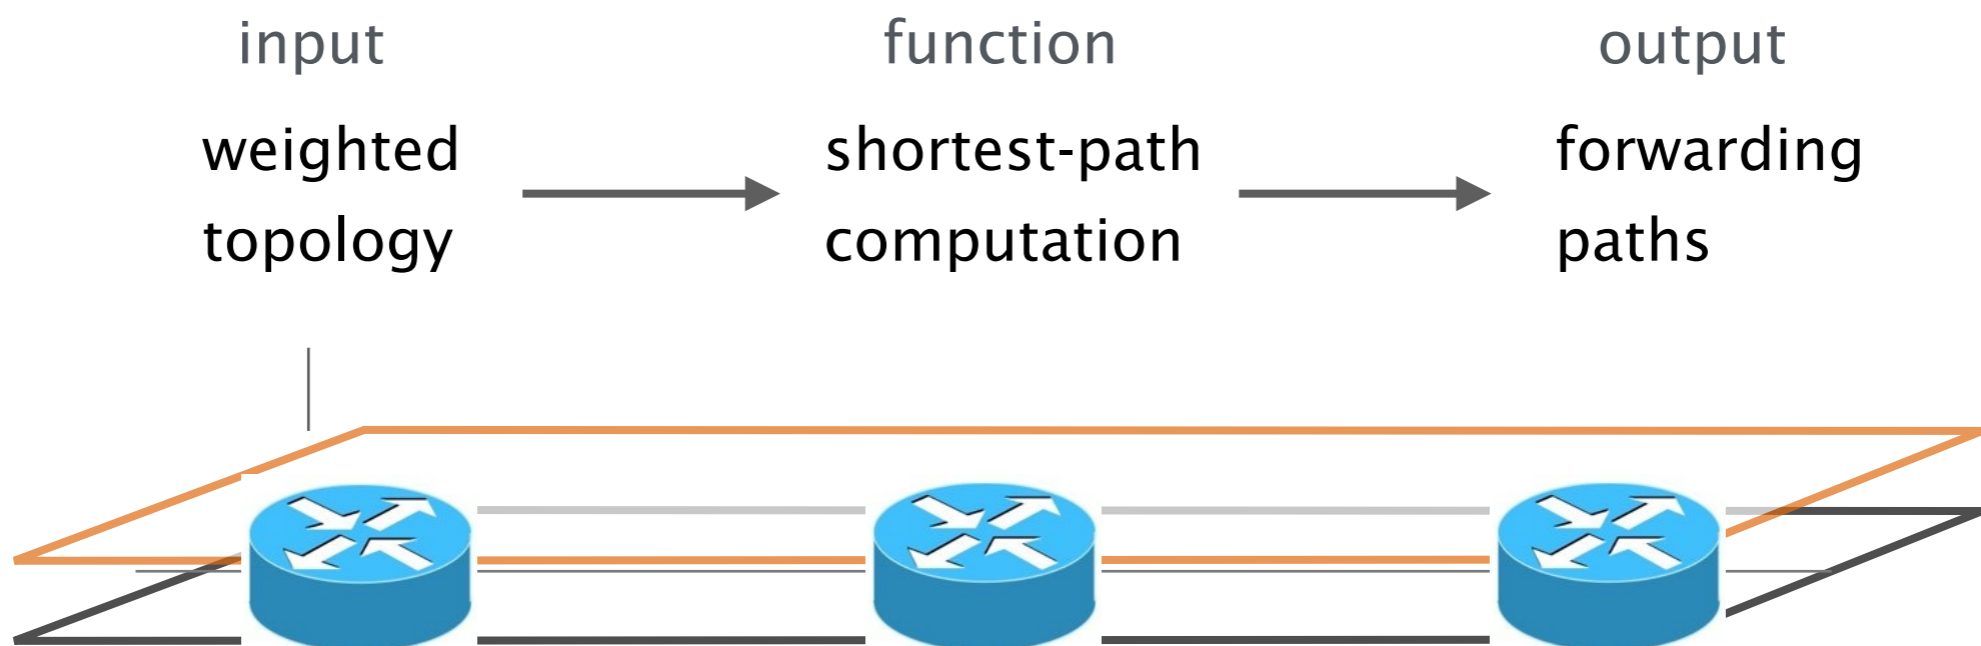 input
function
output
weighted
topology
shortest-path
computation
forwarding
paths